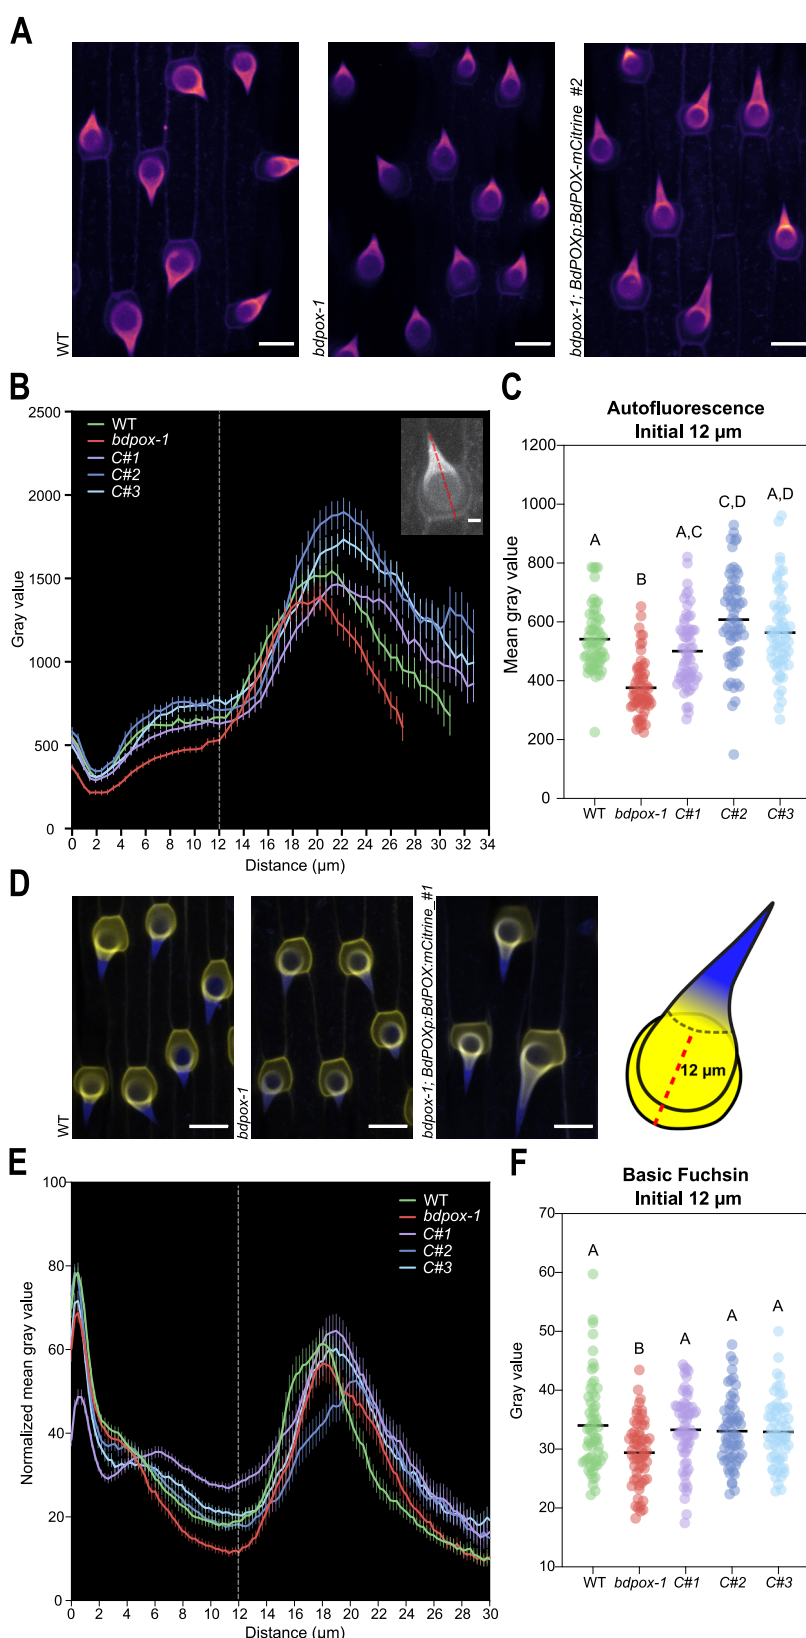 A
WT
bdpox-1
bdpox-1; BdPOXp:BdPOX-mCitrine #2
B
2500
2000
1500
1000
500
0
Gray value
WT
bdpox-1
C#1
C#2
C#3
0 2 4 6 8 10 12 14 16 18 20 22 24 26 28 30 32 34
Distance (µm)
C
Autofluorescence
Initial 12 µm
1200
1000
800
600
400
200
0
Mean gray value
A
B
A,C
C,D
A,D
WT bdpox-1 C#1 C#2 C#3
D
WT
bdpox-1
bdpox-1; BdPOXp:BdPOX:mCitrine_#1
12 µm
E
100
80
60
40
20
0
Normalized mean gray value
WT
bdpox-1
C#1
C#2
C#3
0 2 4 6 8 10 12 14 16 18 20 22 24 26 28 30
Distance (µm)
F
Basic Fuchsin
Initial 12 µm
70
60
50
40
30
20
10
Gray value
A
B
A
A
A
WT bdpox-1 C#1 C#2 C#3